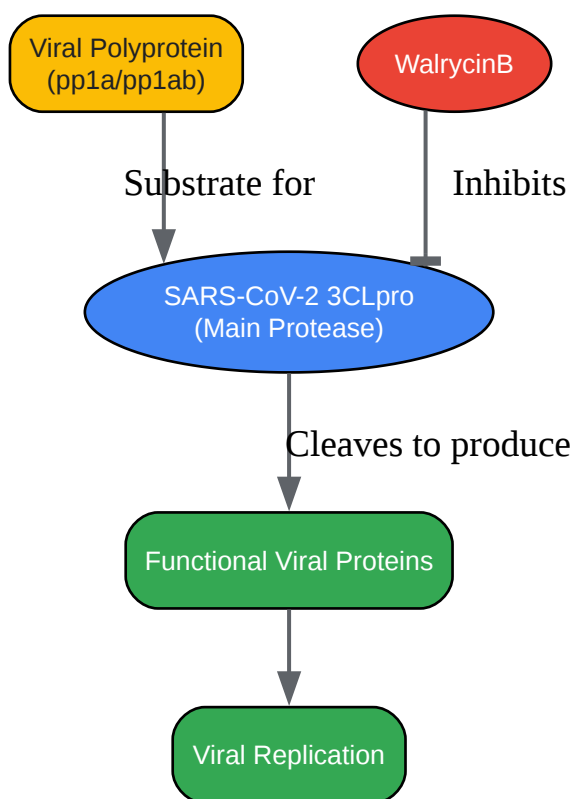 Viral Polyprotein
(pp1a/pp1ab)
WalrycinB
Substrate for
Inhibits
SARS-CoV-2 3CLpro
(Main Protease)
Cleaves to produce
Functional Viral Proteins
Viral Replication